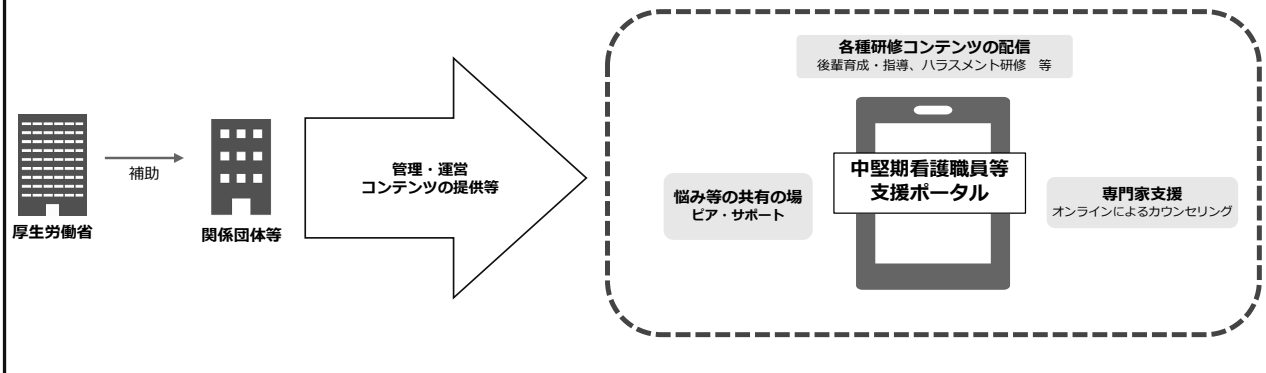 厚生労働省
補助
関係団体等
管理・運営
コンテンツの提供等
各種研修コンテンツの配信
後輩育成・指導、ハラスメント研修　等
中堅期看護職員等
支援ポータル
悩み等の共有の場
ピア・サポート
専門家支援
オンラインによるカウンセリング